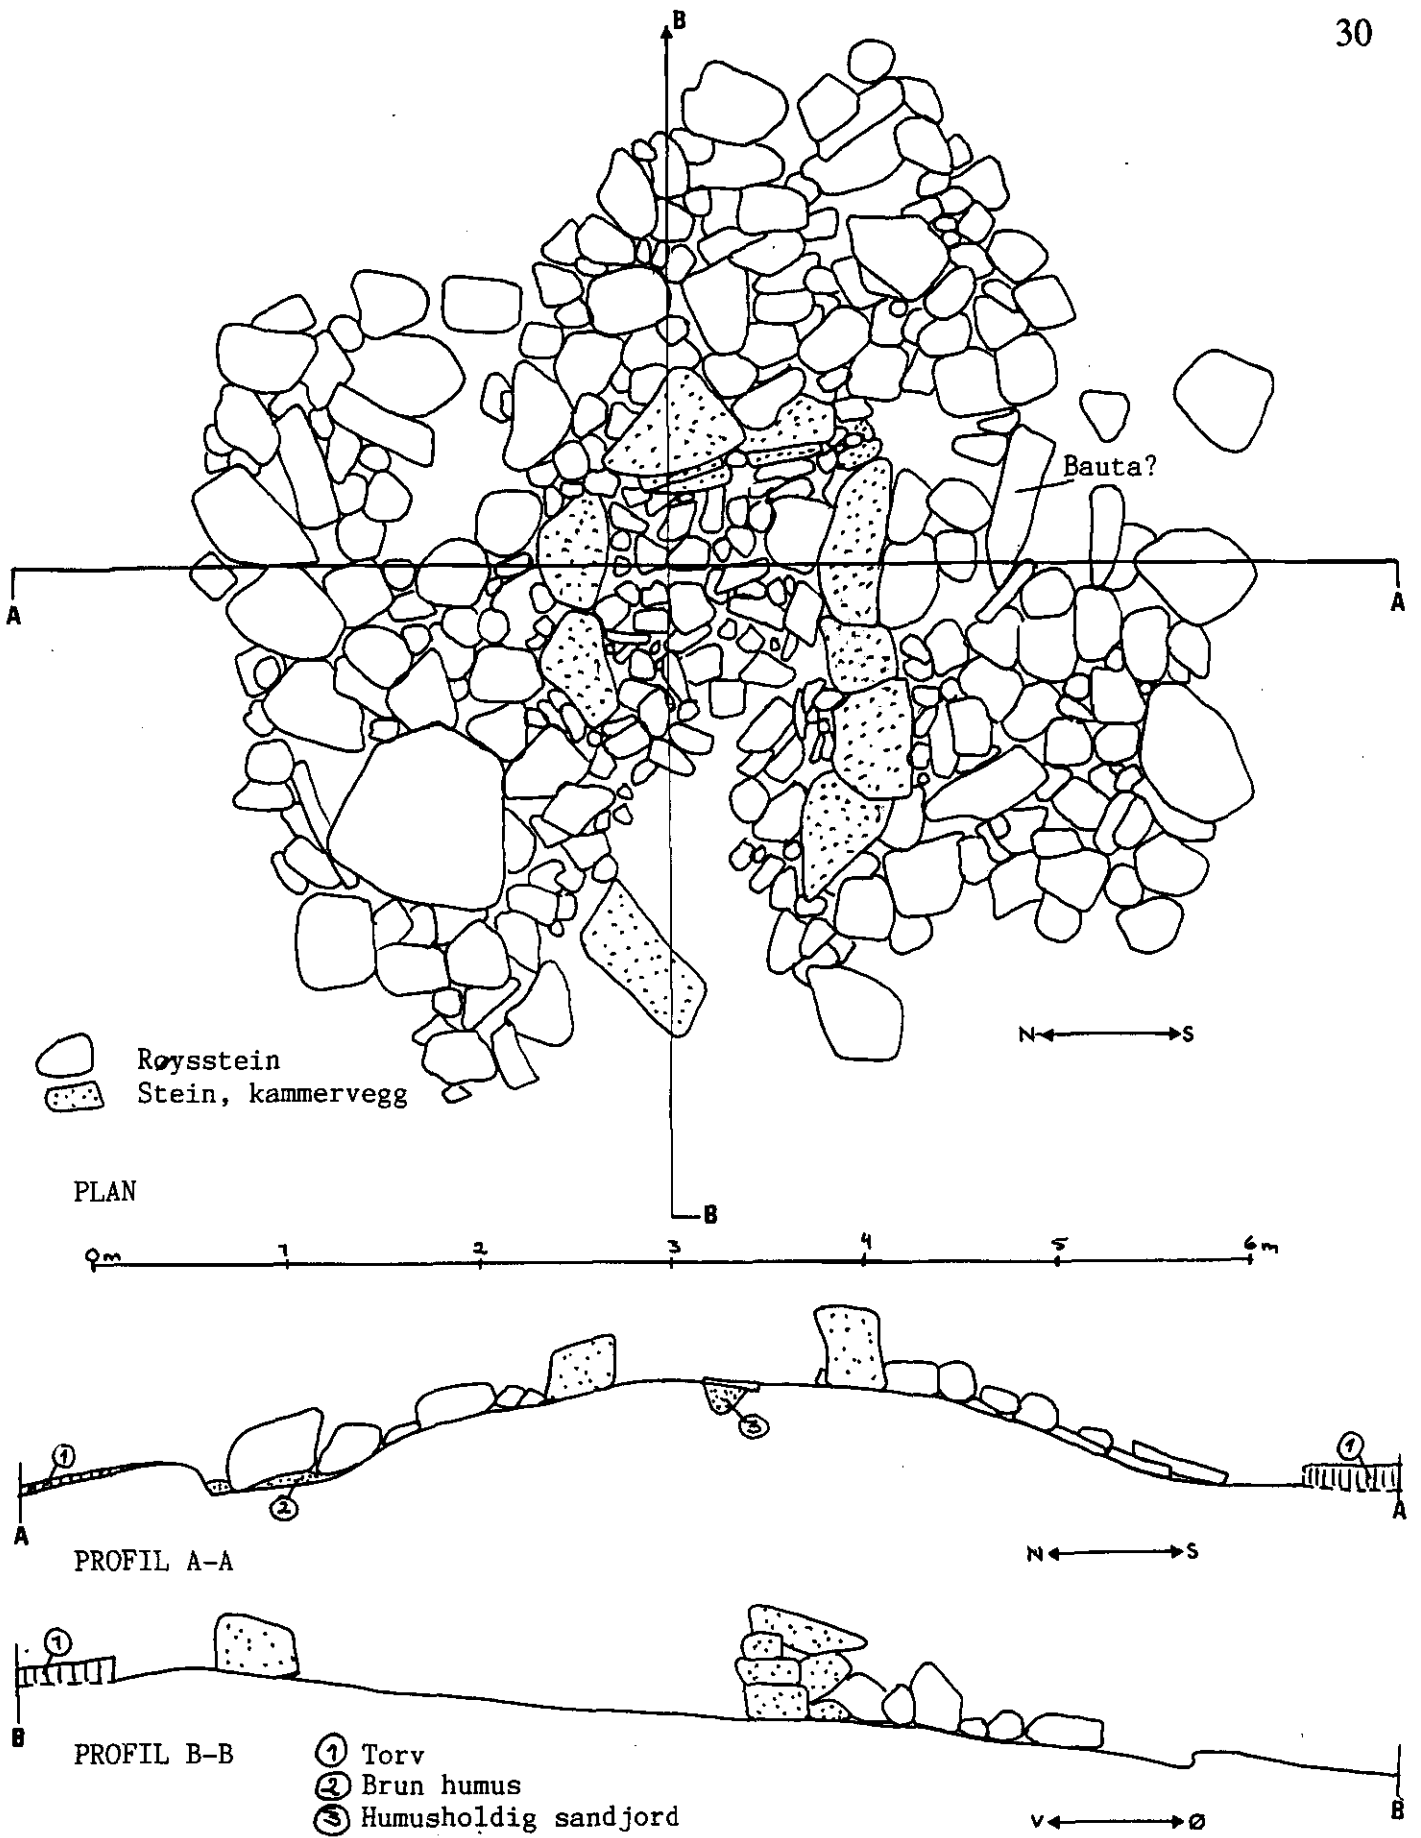 30
B
Bauta?
A
A
N S
Røysstein
Stein, kammervegg
PLAN
B
0m 1 2 3 4 5 6m
3
1
1
2
A
A
PROFIL A-A
N S
1
B
PROFIL B-B
1 Torv
2 Brun humus
3 Humusholdig sandjord
B
V Ø